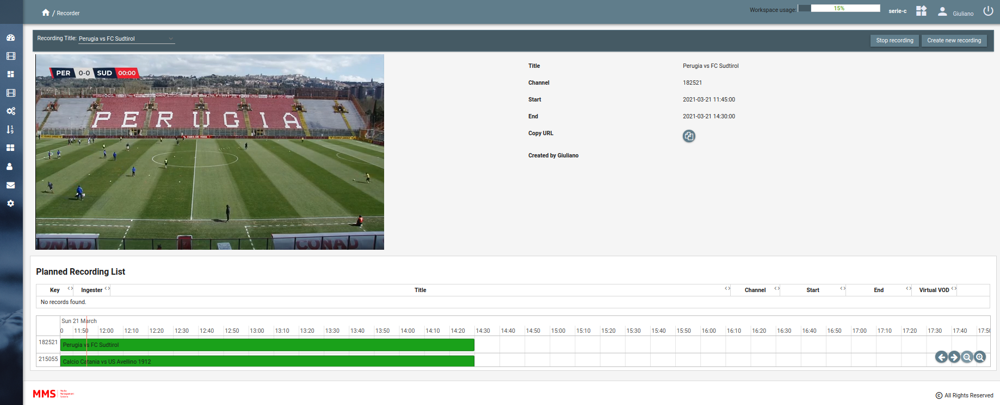 / Recorder
Workspace usage: 15% serie-c Giuliano
Recording Title: Perugia vs FC Sudtirol
Stop recording Create new recording
PER 0-0 SUD 00:00
PERUGIA
CONAD CONAD
Title Perugia vs FC Sudtirol
Channel 182521
Start 2021-03-21 11:45:00
End 2021-03-21 14:30:00
Copy URL
Created by Giuliano
Planned Recording List
Key Ingester Title Channel Start End Virtual VOD
No records found.
Sun 21 March
0 11:50 12:00 12:10 12:20 12:30 12:40 12:50 13:00 13:10 13:20 13:30 13:40 13:50 14:00 14:10 14:20 14:30 14:40 14:50 15:00 15:10 15:20 15:30 15:40 15:50 16:00 16:10 16:20 16:30 16:40 16:50 17:00 17:10 17:20 17:30 17:40 17:50
182521 Perugia vs FC Sudtirol
215055 Calcio Catania vs US Avellino 1912
MMS Media Management System
© All Rights Reserved